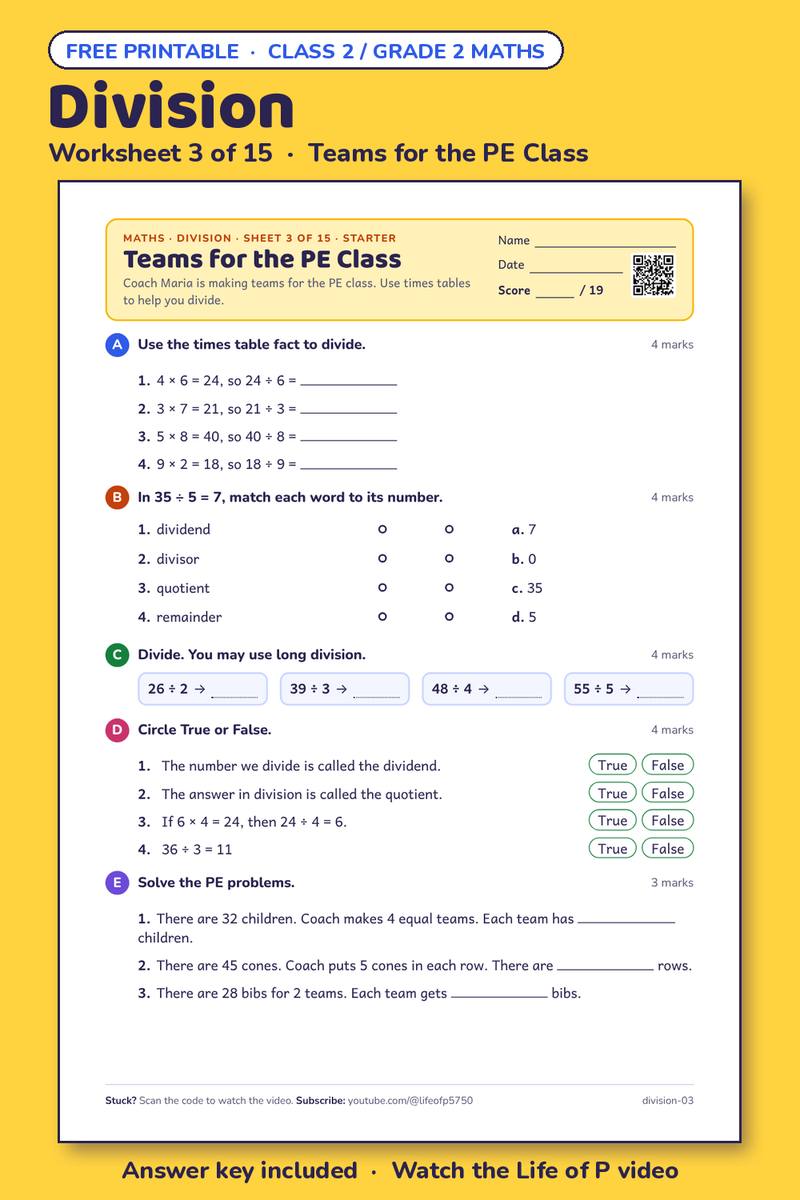 FREE PRINTABLE · CLASS 2 / GRADE 2 MATHS
Division
Worksheet 3 of 15 · Teams for the PE Class
MATHS · DIVISION · SHEET 3 OF 15 · STARTER
Teams for the PE Class
Coach Maria is making teams for the PE class. Use times tables
to help you divide.
Name
Date
Score ______ / 19
A Use the times table fact to divide. 4 marks
1. 4 × 6 = 24, so 24 ÷ 6 = ____________
2. 3 × 7 = 21, so 21 ÷ 3 = ____________
3. 5 × 8 = 40, so 40 ÷ 8 = ____________
4. 9 × 2 = 18, so 18 ÷ 9 = ____________
B In 35 ÷ 5 = 7, match each word to its number. 4 marks
1. dividend a. 7
2. divisor b. 0
3. quotient c. 35
4. remainder d. 5
C Divide. You may use long division. 4 marks
26 ÷ 2 → ______ 39 ÷ 3 → ______ 48 ÷ 4 → ______ 55 ÷ 5 → ______
D Circle True or False. 4 marks
1. The number we divide is called the dividend. True False
2. The answer in division is called the quotient. True False
3. If 6 × 4 = 24, then 24 ÷ 4 = 6. True False
4. 36 ÷ 3 = 11 True False
E Solve the PE problems. 3 marks
1. There are 32 children. Coach makes 4 equal teams. Each team has ____________
children.
2. There are 45 cones. Coach puts 5 cones in each row. There are ____________ rows.
3. There are 28 bibs for 2 teams. Each team gets ____________ bibs.
Stuck? Scan the code to watch the video. Subscribe: youtube.com/@lifeofp5750 division-03
Answer key included · Watch the Life of P video